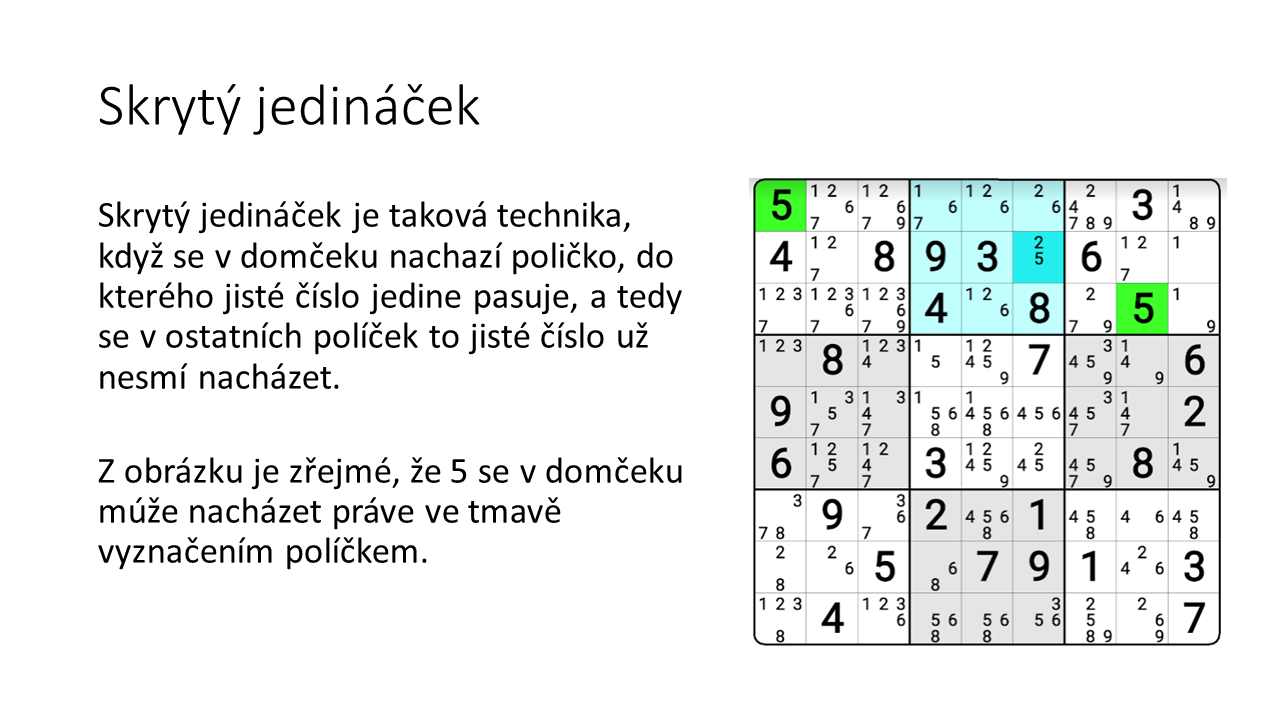 Skrytý jedináček
Skrytý jedináček je taková technika,
když se v domčeku nachazí poličko, do
kterého jisté číslo jedine pasuje, a tedy
se v ostatních políček to jisté číslo už
nesmí nacházet.
Z obrázku je zřejmé, že 5 se v domčeku
múže nacházet práve ve tmavě
vyznačením políčkem.
5 1 2 6 7 1 2 6 7 9 1 6 7 1 2 6 2 6 2 4 7 8 9 3 1 4 8 9
4 1 2 7 8 9 3 2 5 6 1 2 7 1
1 2 3 7 1 2 3 6 7 1 2 3 6 7 9 4 1 2 6 8 2 7 9 5 1 9
1 2 3 8 1 2 3 4 1 5 1 2 4 5 9 7 3 4 5 9 1 4 9 6
9 1 3 5 7 1 3 4 7 1 5 6 8 1 4 5 6 8 4 5 6 3 4 5 7 1 4 7 2
6 1 2 5 7 1 2 4 7 3 1 2 4 5 9 2 4 5 4 5 7 9 8 1 4 5 9
3 7 8 9 3 6 7 2 4 5 6 8 1 4 5 8 4 6 4 5 8
2 8 2 6 5 6 8 7 9 1 2 4 6 3
1 2 3 8 4 1 2 3 6 5 6 8 5 6 8 3 5 6 2 5 8 9 2 6 9 7